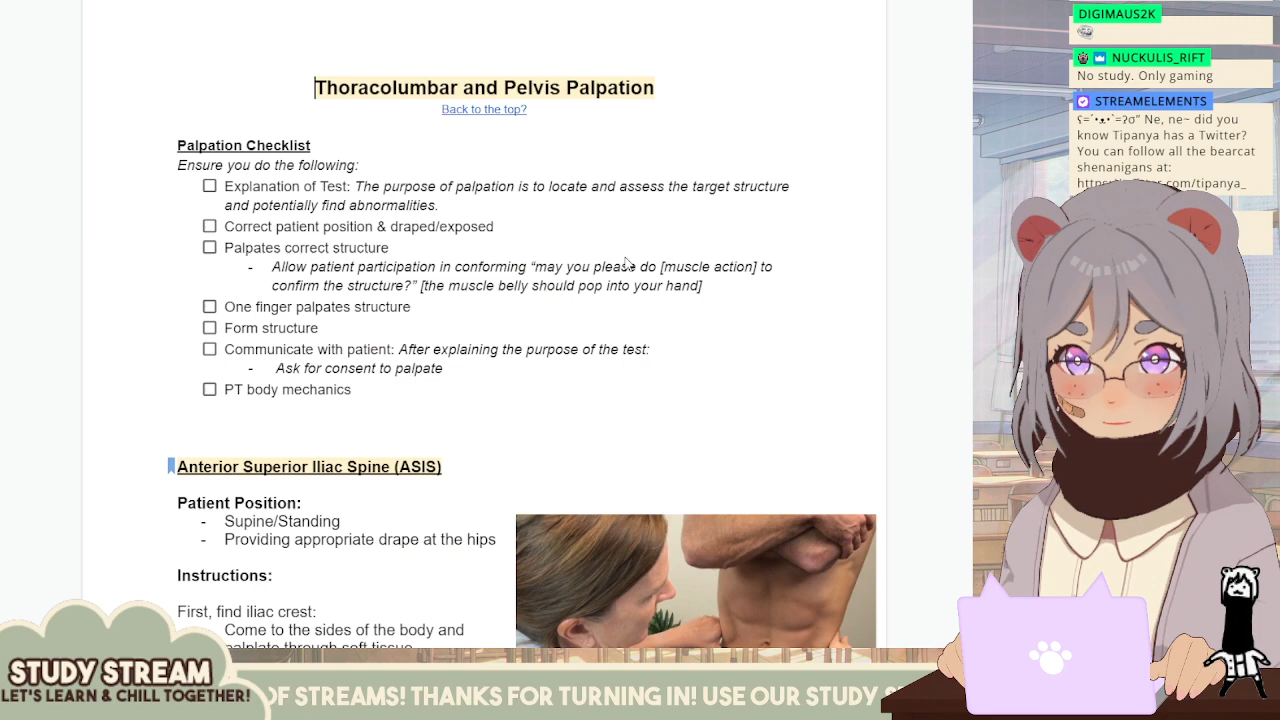 Thoracolumbar and Pelvis Palpation
Back to the top?
Palpation Checklist
Ensure you do the following:
Explanation of Test: The purpose of palpation is to locate and assess the target structure
and potentially find abnormalities.
Correct patient position & draped/exposed
Palpates correct structure
- Allow patient participation in conforming “may you please do [muscle action] to
confirm the structure?” [the muscle belly should pop into your hand]
One finger palpates structure
Form structure
Communicate with patient: After explaining the purpose of the test:
- Ask for consent to palpate
PT body mechanics
Anterior Superior Iliac Spine (ASIS)
Patient Position:
- Supine/Standing
- Providing appropriate drape at the hips
Instructions:
First, find iliac crest:
Come to the sides of the body and
through soft tissue
DIGIMAUS2K
NUCKULIS_RIFT
No study. Only gaming
STREAMELEMENTS
ʕ=´•ᴥ•`=ʔσ” Ne, ne~ did you
know Tipanya has a Twitter?
You can follow all the bearcat
shenanigans at:
.com/tipanya_
STUDY STREAM
LET'S LEARN & CHILL TOGETHER!
OF STREAMS! THANKS FOR TURNING IN! USE OUR STUDY